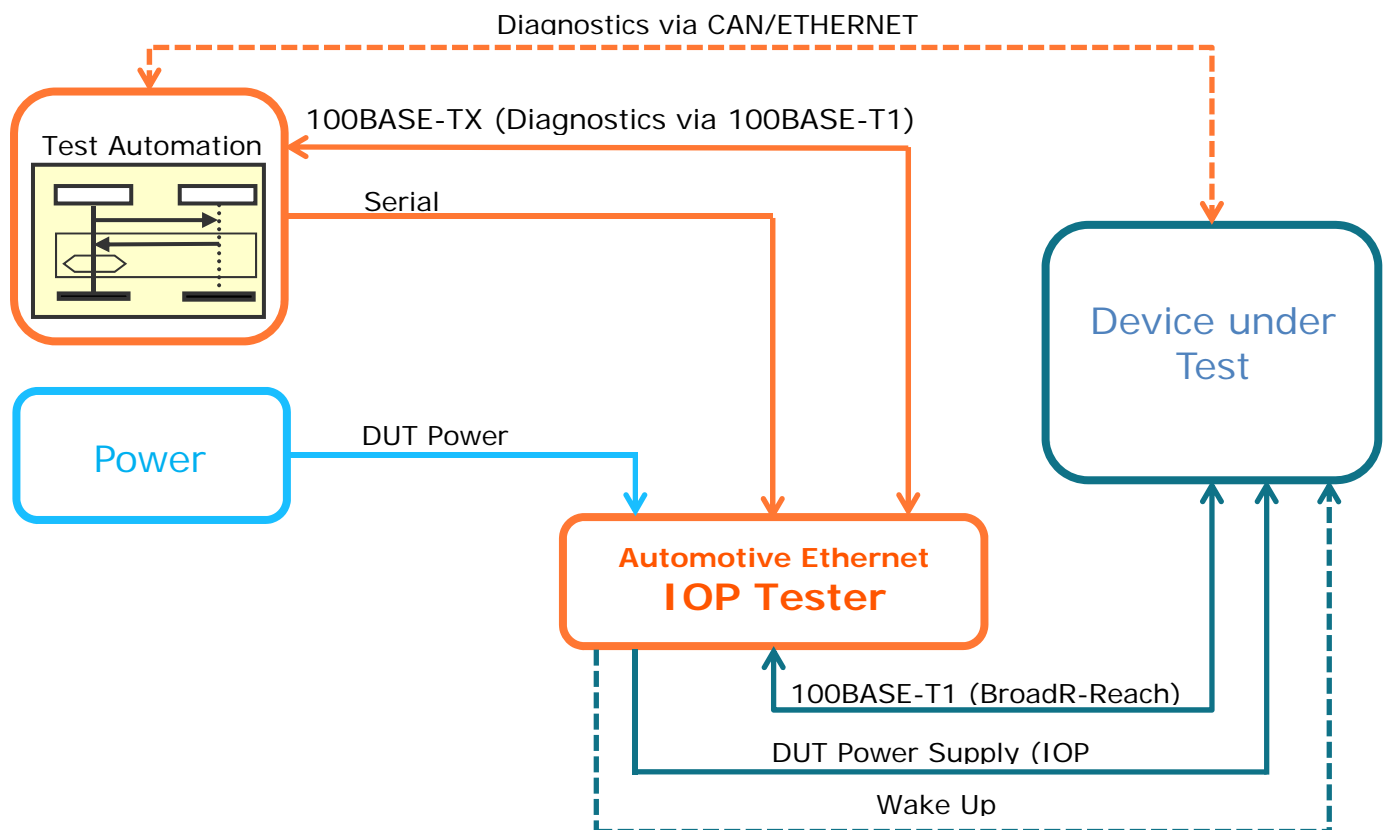 Diagnostics via CAN/ETHERNET
100BASE-TX (Diagnostics via 100BASE-T1)
Test Automation
Serial
Device under
Test
DUT Power
Power
Automotive Ethernet
IOP Tester
100BASE-T1 (BroadR-Reach)
DUT Power Supply (IOP
Wake Up